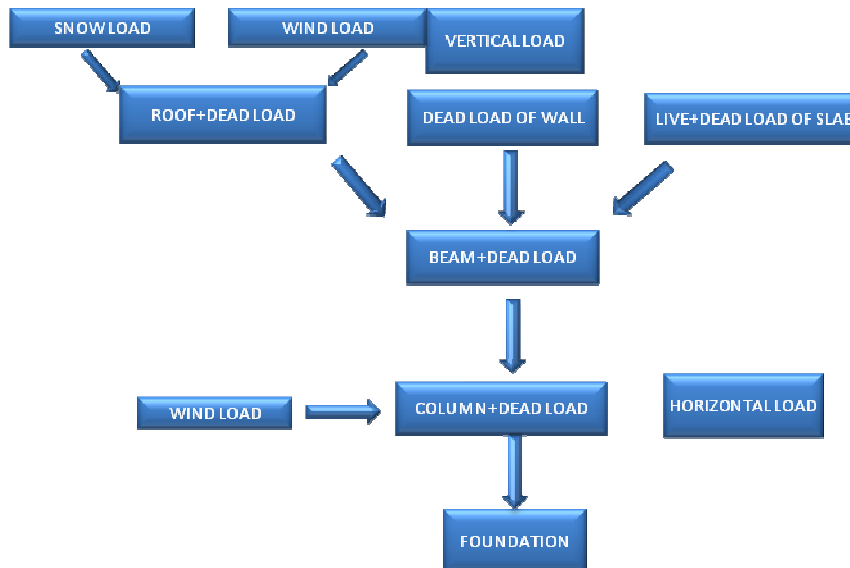 SNOW LOAD
WIND LOAD
VERTICAL LOAD
ROOF+DEAD LOAD
DEAD LOAD OF WALL
LIVE+DEAD LOAD OF SLAB
BEAM+DEAD LOAD
WIND LOAD
COLUMN+DEAD LOAD
HORIZONTAL LOAD
FOUNDATION